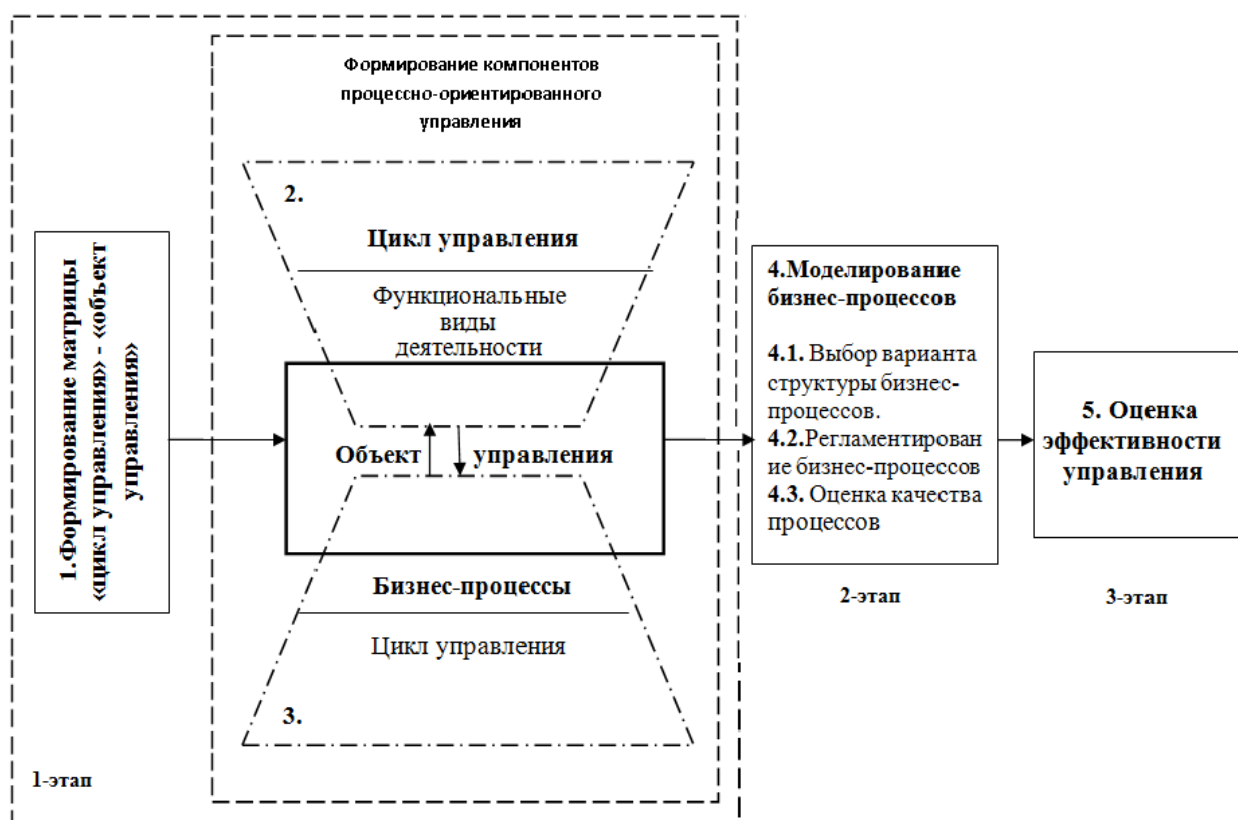 Формирование компонентов
процессно-ориентированного
управления
1.Формирование матрицы
«цикл управления» - «объект
управления»
2.
Цикл управления
Функциональные
виды
деятельности
Объект управления
Бизнес-процессы
Цикл управления
3.
1-этап
4.Моделирование
бизнес-процессов
4.1. Выбор варианта
структуры бизнес-
процессов.
4.2.Регламентирован
ие бизнес-процессов
4.3. Оценка качества
процессов
2-этап
5. Оценка
эффективности
управления
3-этап